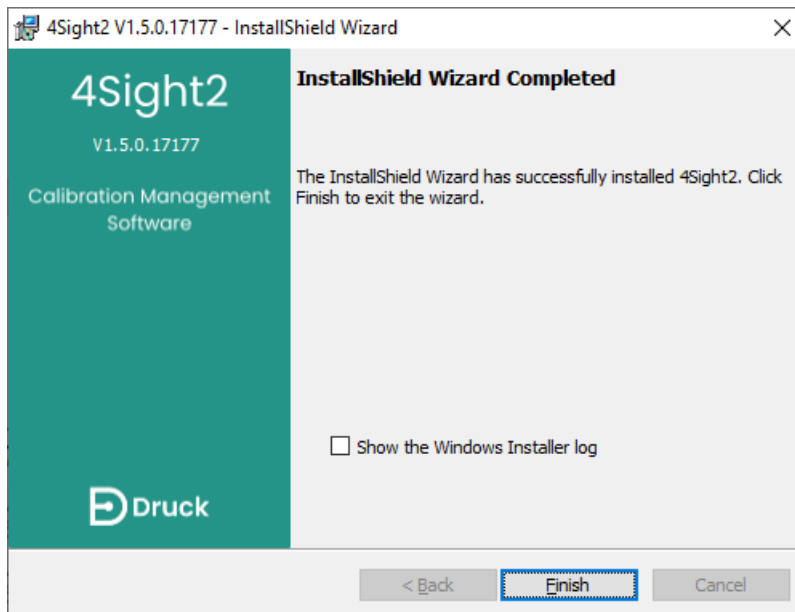 4Sight2 V1.5.0.17177 - InstallShield Wizard
4Sight2
V1.5.0.17177
Calibration Management
Software
Druck
InstallShield Wizard Completed
The InstallShield Wizard has successfully installed 4Sight2. Click
Finish to exit the wizard.
Show the Windows Installer log
< Back
Finish
Cancel